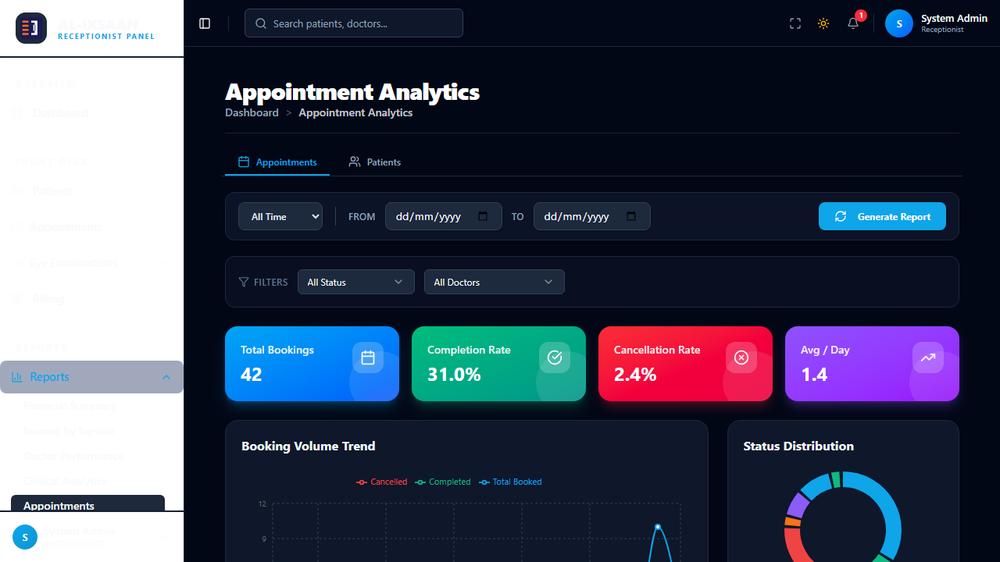 AL-IXSAAN
RECEPTIONIST PANEL
OVERVIEW
Dashboard
FRONT DESK
Patients
Appointments
Eye Examinations
Billing
REPORTS
Reports
Financial Summary
Income by Service
Doctor Performance
Clinical Analytics
Appointments
S
System Admin
Search patients, doctors...
1
S
System Admin
Receptionist
Appointment Analytics
Dashboard > Appointment Analytics
Appointments
Patients
All Time
FROM
dd/mm/yyyy
TO
dd/mm/yyyy
Generate Report
FILTERS
All Status
All Doctors
Total Bookings
42
Completion Rate
31.0%
Cancellation Rate
2.4%
Avg / Day
1.4
Booking Volume Trend
Cancelled
Completed
Total Booked
12
9
Status Distribution